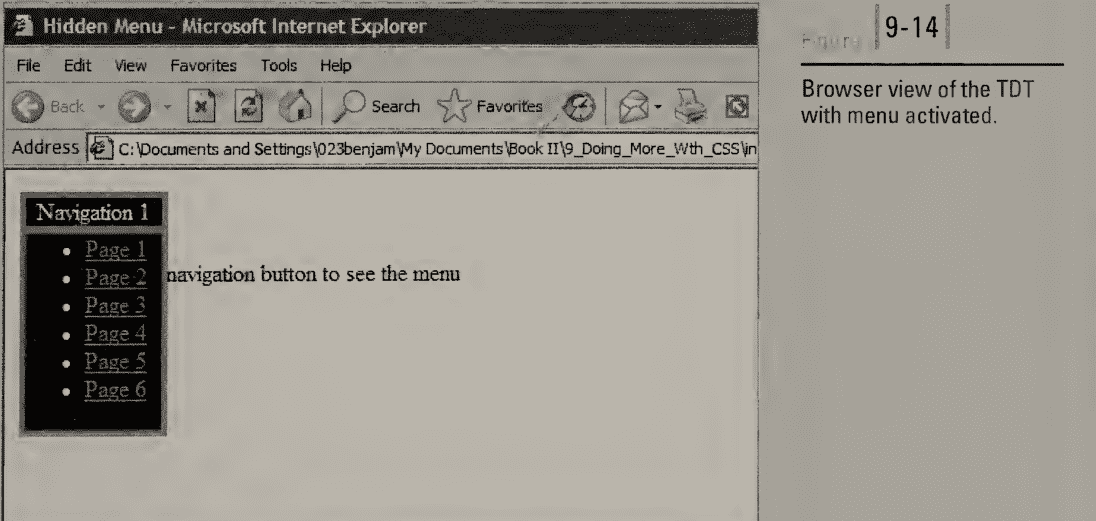 Hidden Menu - Microsoft Internet Explorer
File Edit View Favorites Tools Help
Back Search Favorites
Address C:\Documents and Settings\023benjam\My Documents\Book II\9_Doing_More_Wth_CSS\in
Navigation 1
Page 1
Page 2 navigation button to see the menu
Page 3
Page 4
Page 5
Page 6
Figure 9-14
Browser view of the TDT
with menu activated.